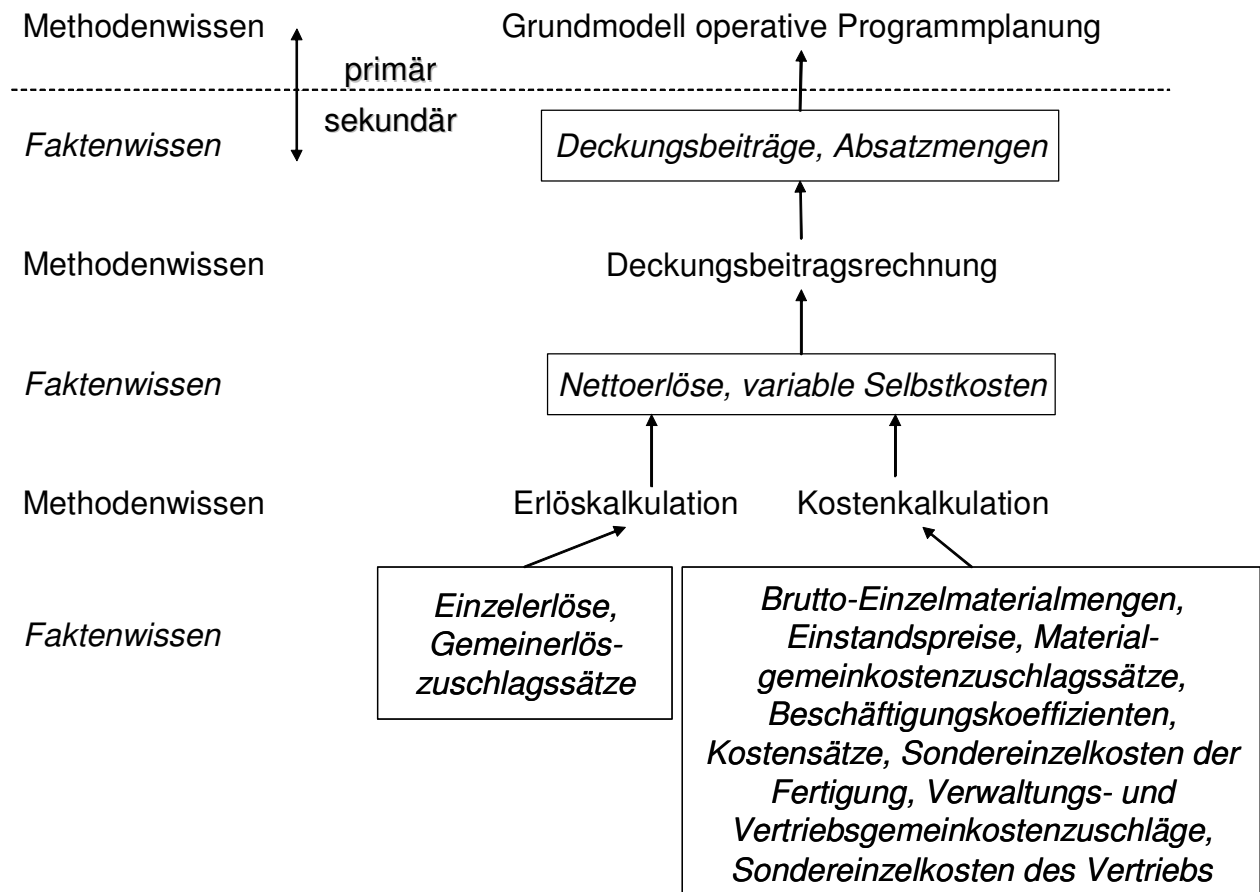 Methodenwissen
Grundmodell operative Programmplanung
primär
sekundär
Faktenwissen
Deckungsbeiträge, Absatzmengen
Methodenwissen
Deckungsbeitragsrechnung
Faktenwissen
Nettoerlöse, variable Selbstkosten
Methodenwissen
Erlöskalkulation
Kostenkalkulation
Faktenwissen
Einzelerlöse,
Gemeinerlös-
zuschlagssätze
Brutto-Einzelmaterialmengen,
Einstandspreise, Material-
gemeinkostenzuschlagssätze,
Beschäftigungskoeffizienten,
Kostensätze, Sondereinzelkosten der
Fertigung, Verwaltungs- und
Vertriebsgemeinkostenzuschläge,
Sondereinzelkosten des Vertriebs